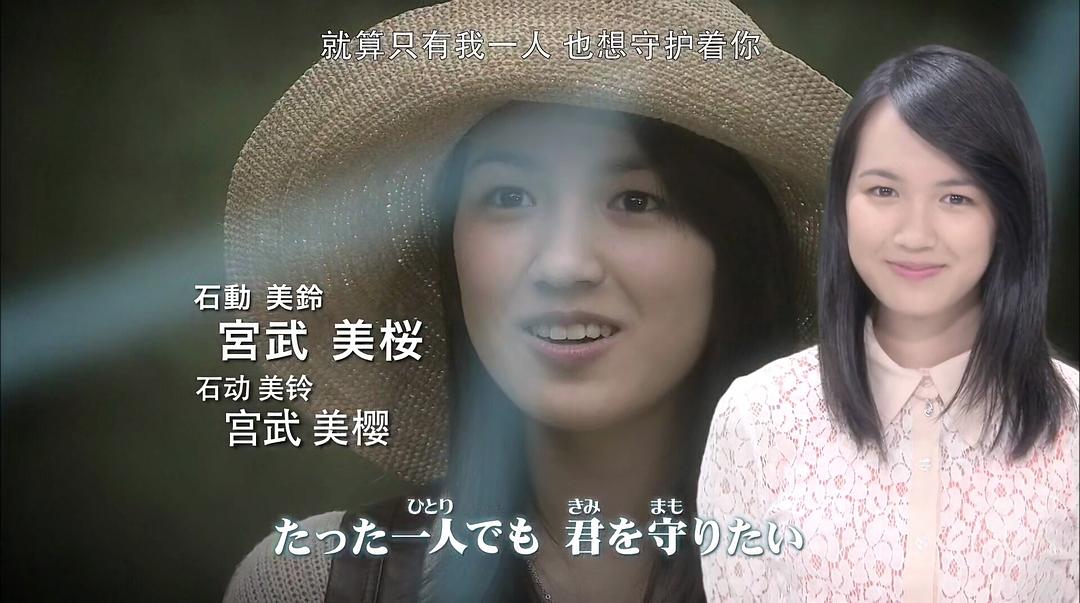 就算只有我一人 也想守护着你
石動 美鈴
宮武 美桜
石动 美铃
宫武 美樱
ひとり きみ まも
たった一人でも 君を守りたい